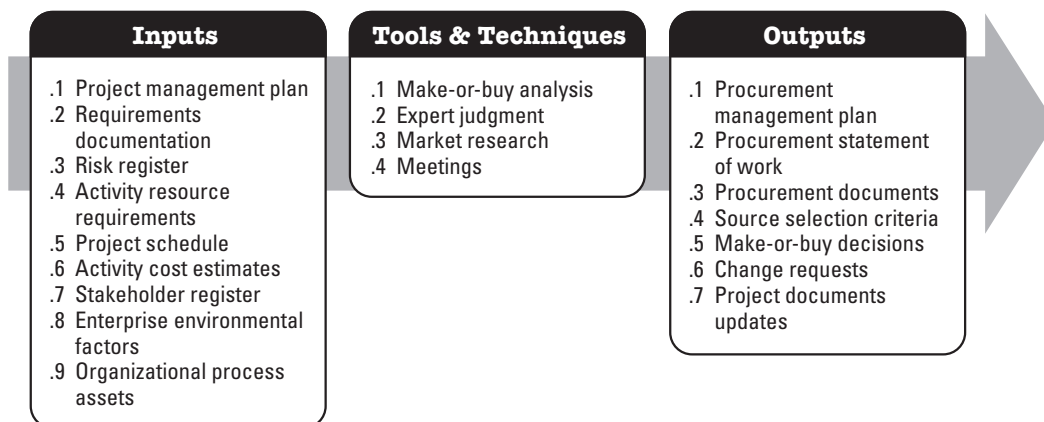 Inputs
.1 Project management plan
.2 Requirements
documentation
.3 Risk register
.4 Activity resource
requirements
.5 Project schedule
.6 Activity cost estimates
.7 Stakeholder register
.8 Enterprise environmental
factors
.9 Organizational process
assets
Tools & Techniques
.1 Make-or-buy analysis
.2 Expert judgment
.3 Market research
.4 Meetings
Outputs
.1 Procurement
management plan
.2 Procurement statement
of work
.3 Procurement documents
.4 Source selection criteria
.5 Make-or-buy decisions
.6 Change requests
.7 Project documents
updates